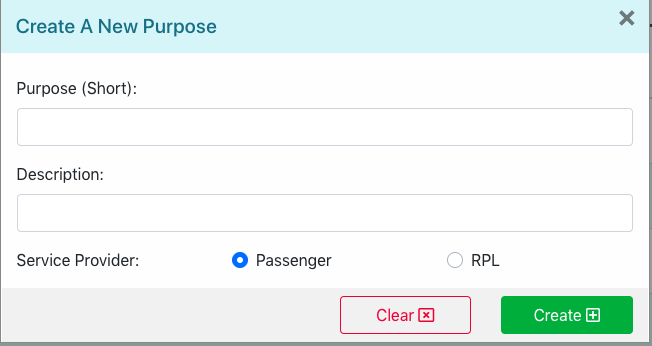 Create A New Purpose
Purpose (Short):
Description:
Service Provider: Passenger RPL
Clear Create